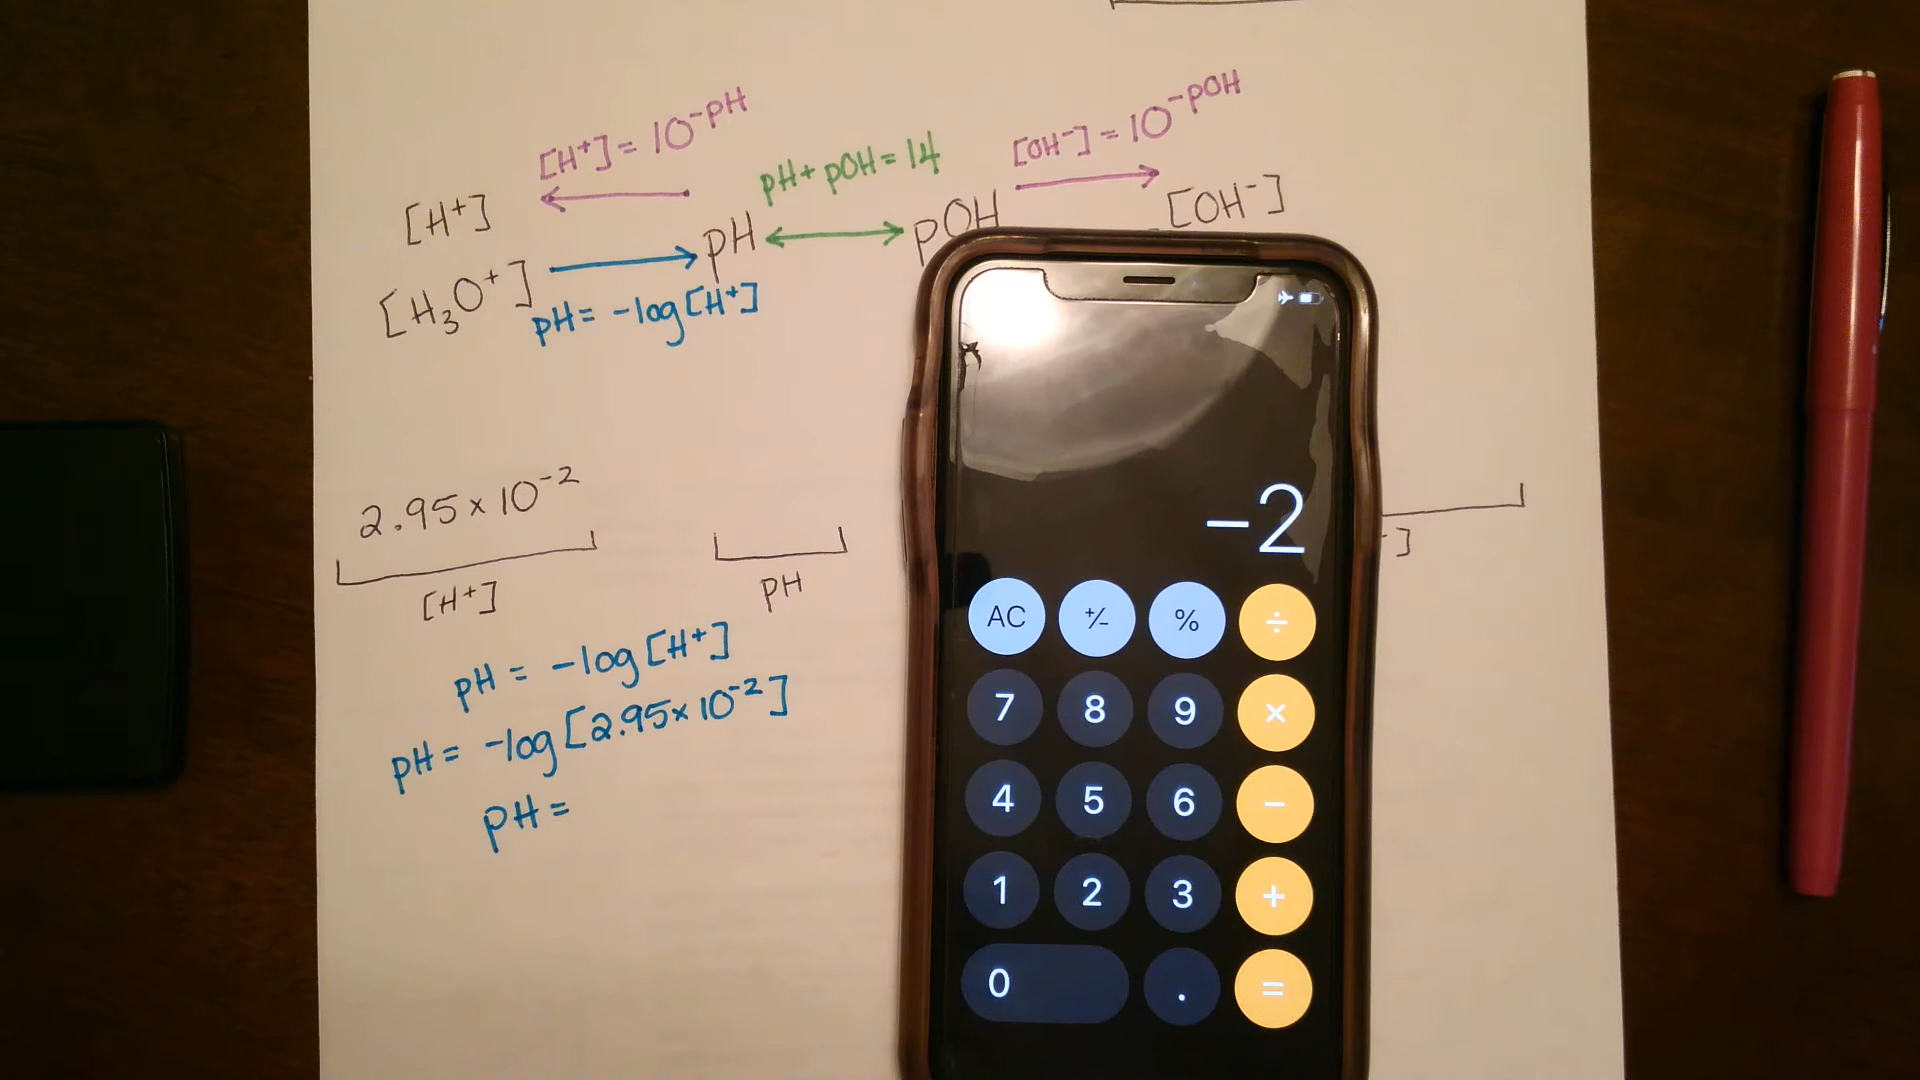 [H⁺] = 10⁻ᵖᴴ
pH + pOH = 14
[OH⁻] = 10⁻ᵖᴼᴴ
[H⁺]
pH
pOH
[OH⁻]
[H₃O⁺]
pH = -log[H⁺]
2.95 x 10⁻²
[H⁺]
pH
]
pH = -log[H⁺]
pH = -log[2.95 x 10⁻²]
pH =
-2
AC +/- % ÷
7 8 9 ×
4 5 6 −
1 2 3 +
0 . =